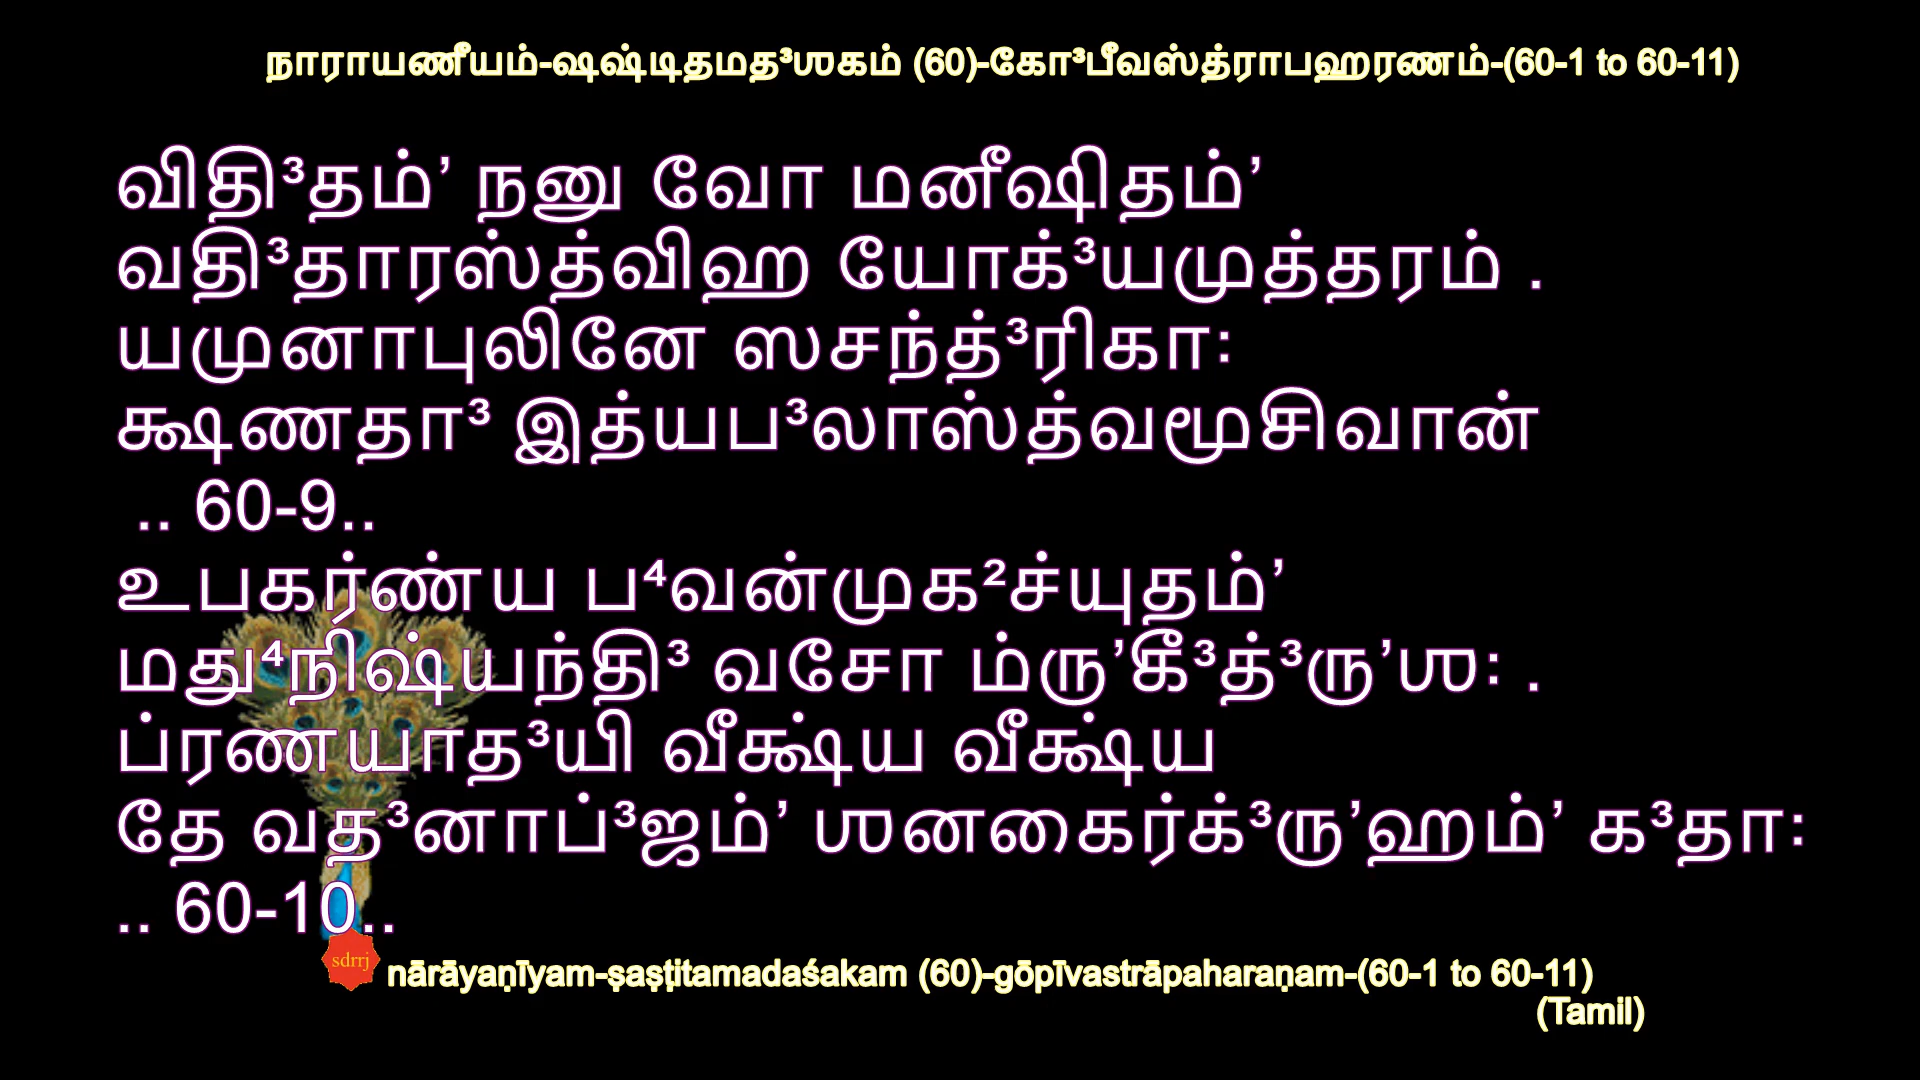 நாராயணீயம்-ஷஷ்டிதமத³ஶகம் (60)-கோ³பீவஸ்த்ராபஹரணம்-(60-1 to 60-11)
விதி³தம்ʼ நனு வோ மனீஷிதம்ʼ
வதி³தாரஸ்த்விஹ யோக்³யமுத்தரம் .
யமுனாபுலினே ஸசந்த்³ரிகா꞉
க்ஷணதா³ இத்யப³லாஸ்த்வமூசிவான்
.. 60-9..
உபகர்ண்ய ப⁴வன்முக²ச்யுதம்ʼ
மது⁴நிஷ்யந்தி³ வசோ ம்ருʼகீ³த்³ருʼஶ꞉ .
ப்ரணயாத³யி வீக்ஷ்ய வீக்ஷ்ய
தே வத³னாப்³ஜம்ʼ ஶனகைர்க்³ருʼஹம்ʼ க³தா꞉
.. 60-10..
sdrrj
nārāyaṇīyam-ṣaṣṭitamadaśakam (60)-gōpīvastrāpaharaṇam-(60-1 to 60-11)
(Tamil)